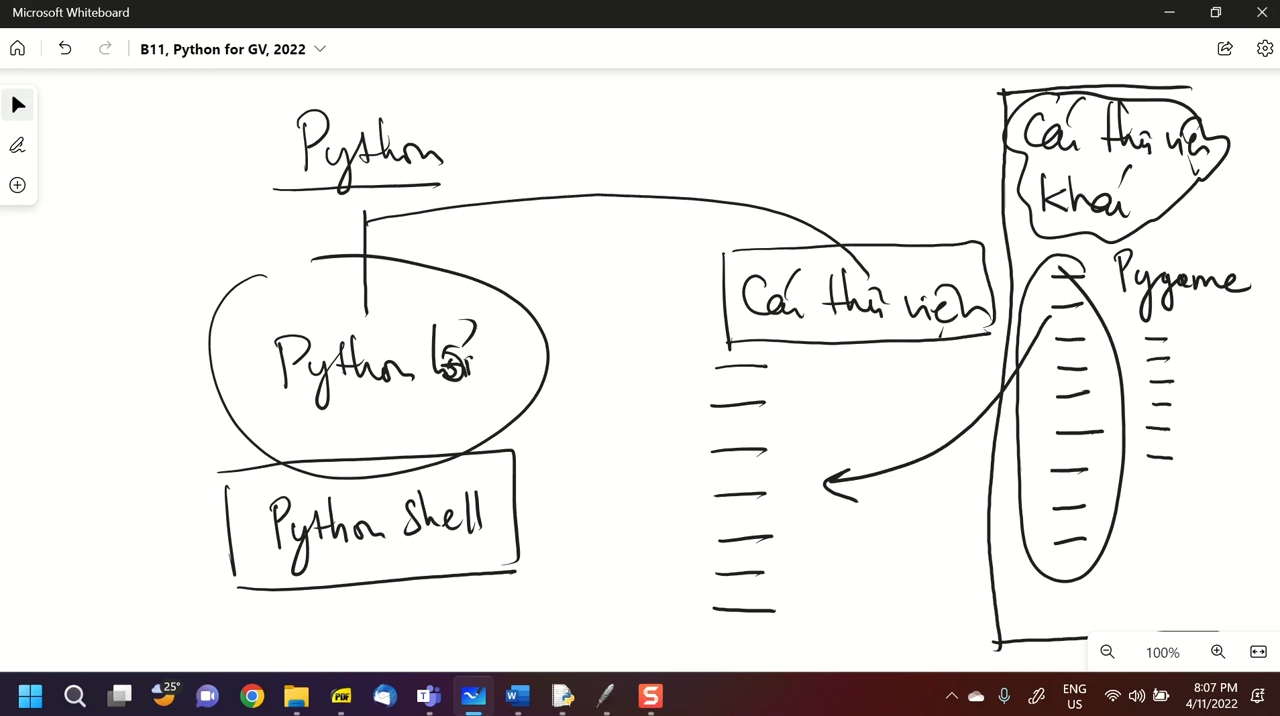 Microsoft Whiteboard
B11, Python for GV, 2022
Python
Python lõi
Python Shell
Các thư viện
Các thư viện
khác
Pygame
100%
25°
PDF
ENG
US
8:07 PM
4/11/2022